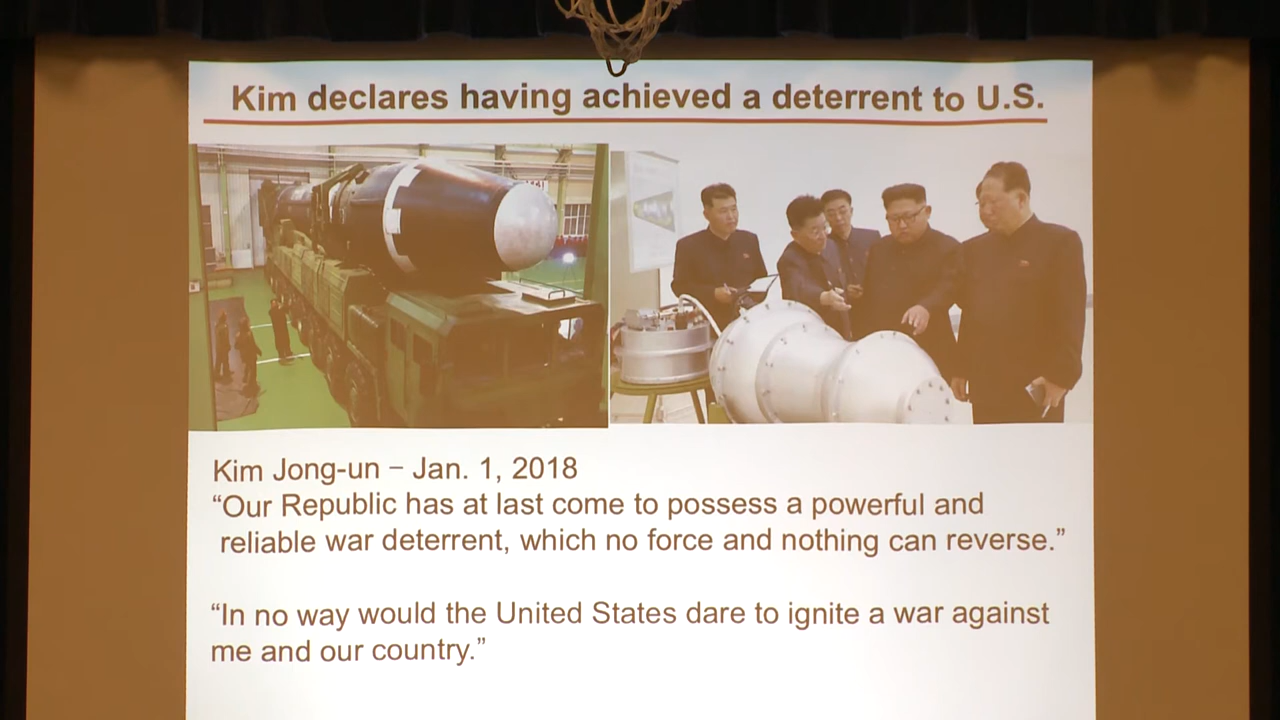 Kim declares having achieved a deterrent to U.S.
Kim Jong-un – Jan. 1, 2018
“Our Republic has at last come to possess a powerful and
reliable war deterrent, which no force and nothing can reverse.”
“In no way would the United States dare to ignite a war against
me and our country.”